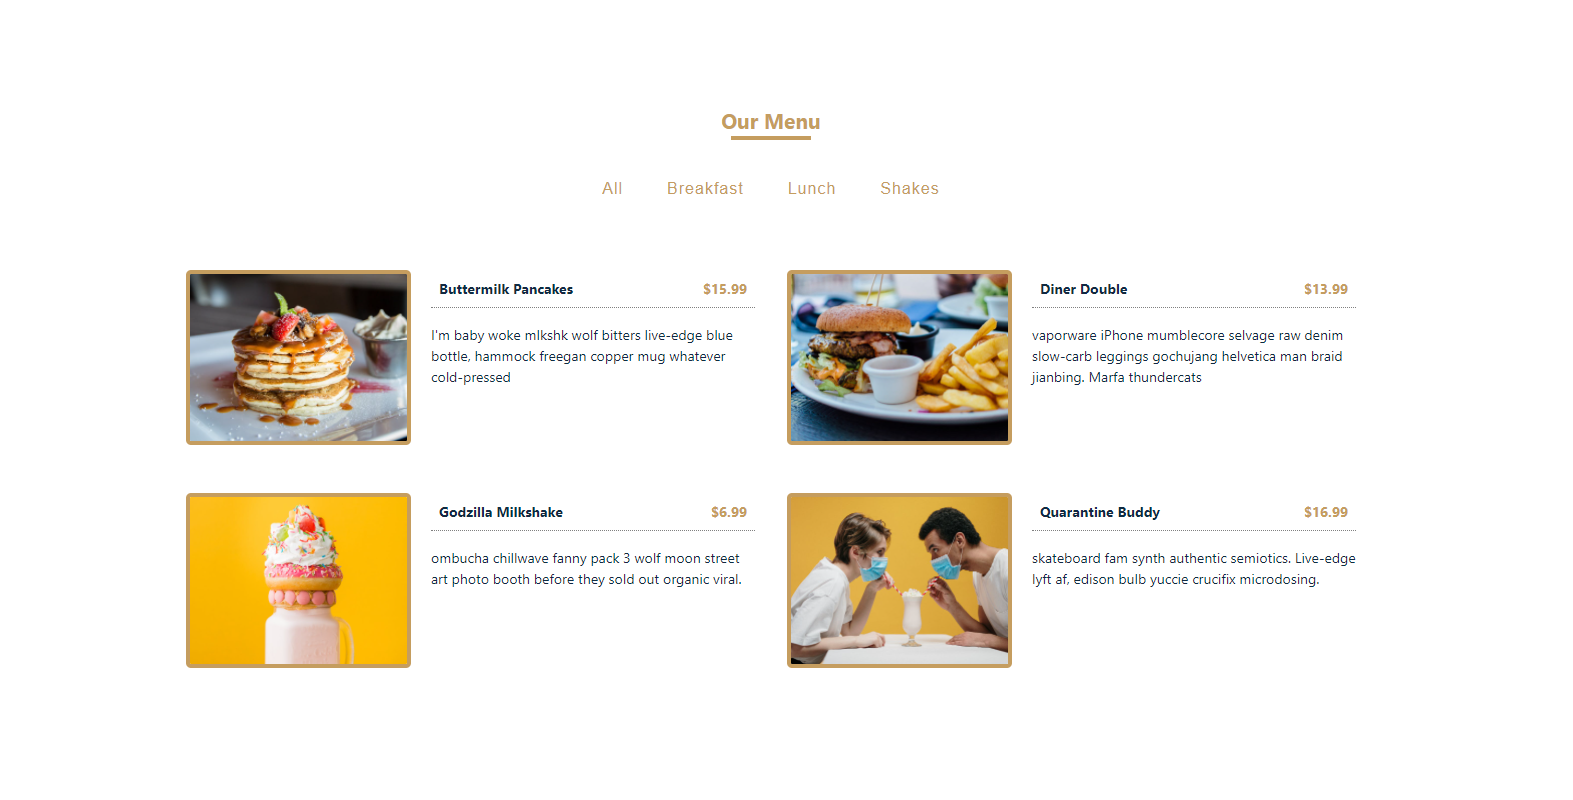 Our Menu
All Breakfast Lunch Shakes
Buttermilk Pancakes $15.99
I'm baby woke mlkshk wolf bitters live-edge blue
bottle, hammock freegan copper mug whatever
cold-pressed
Diner Double $13.99
vaporware iPhone mumblecore selvage raw denim
slow-carb leggings gochujang helvetica man braid
jianbing. Marfa thundercats
Godzilla Milkshake $6.99
ombucha chillwave fanny pack 3 wolf moon street
art photo booth before they sold out organic viral.
Quarantine Buddy $16.99
skateboard fam synth authentic semiotics. Live-edge
lyft af, edison bulb yuccie crucifix microdosing.